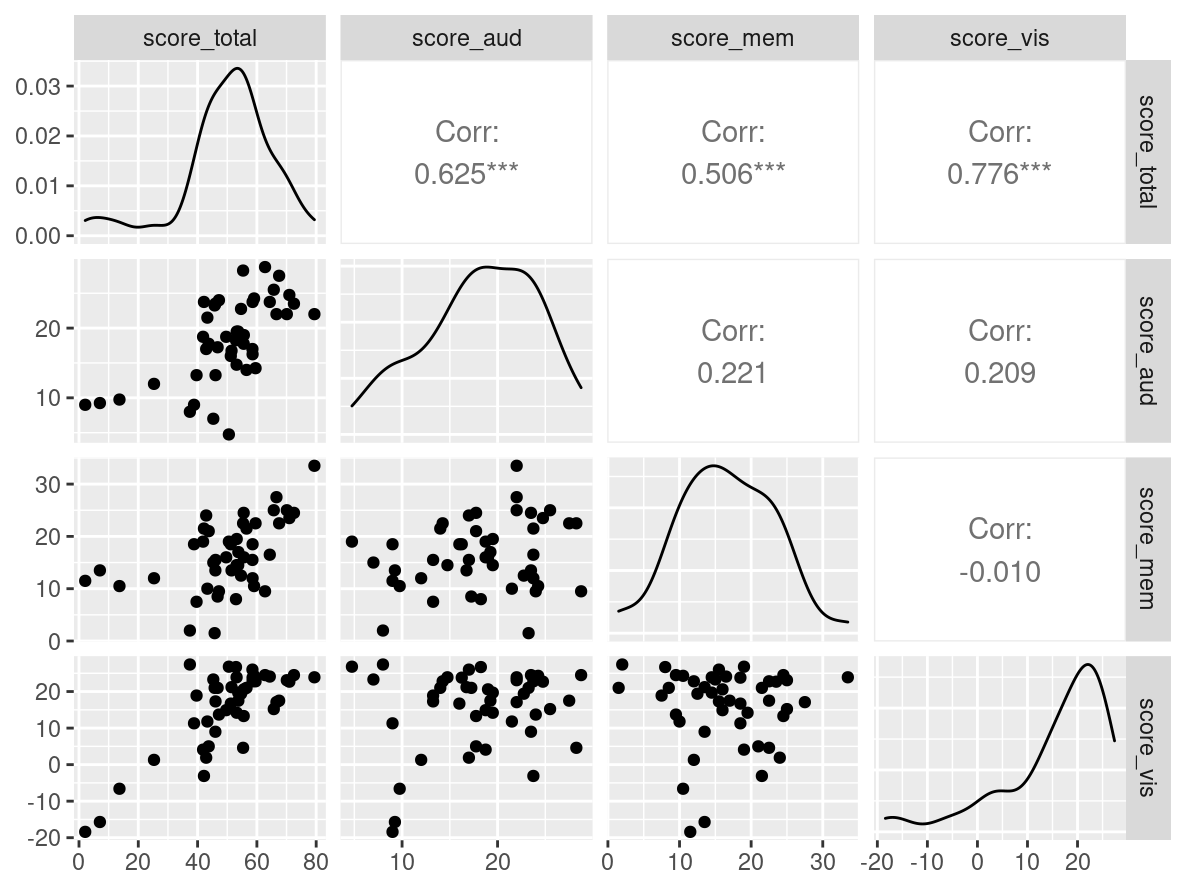 score_total score_aud score_mem score_vis
0.03
0.02
0.01
0.00
Corr:
0.625***
Corr:
0.506***
Corr:
0.776***
score_total
20
10
Corr:
0.221
Corr:
0.209
score_aud
30
20
10
0
Corr:
-0.010
score_mem
20
10
0
-10
-20
score_vis
0 20 40 60 80 10 20 0 10 20 30 -20 -10 0 10 20